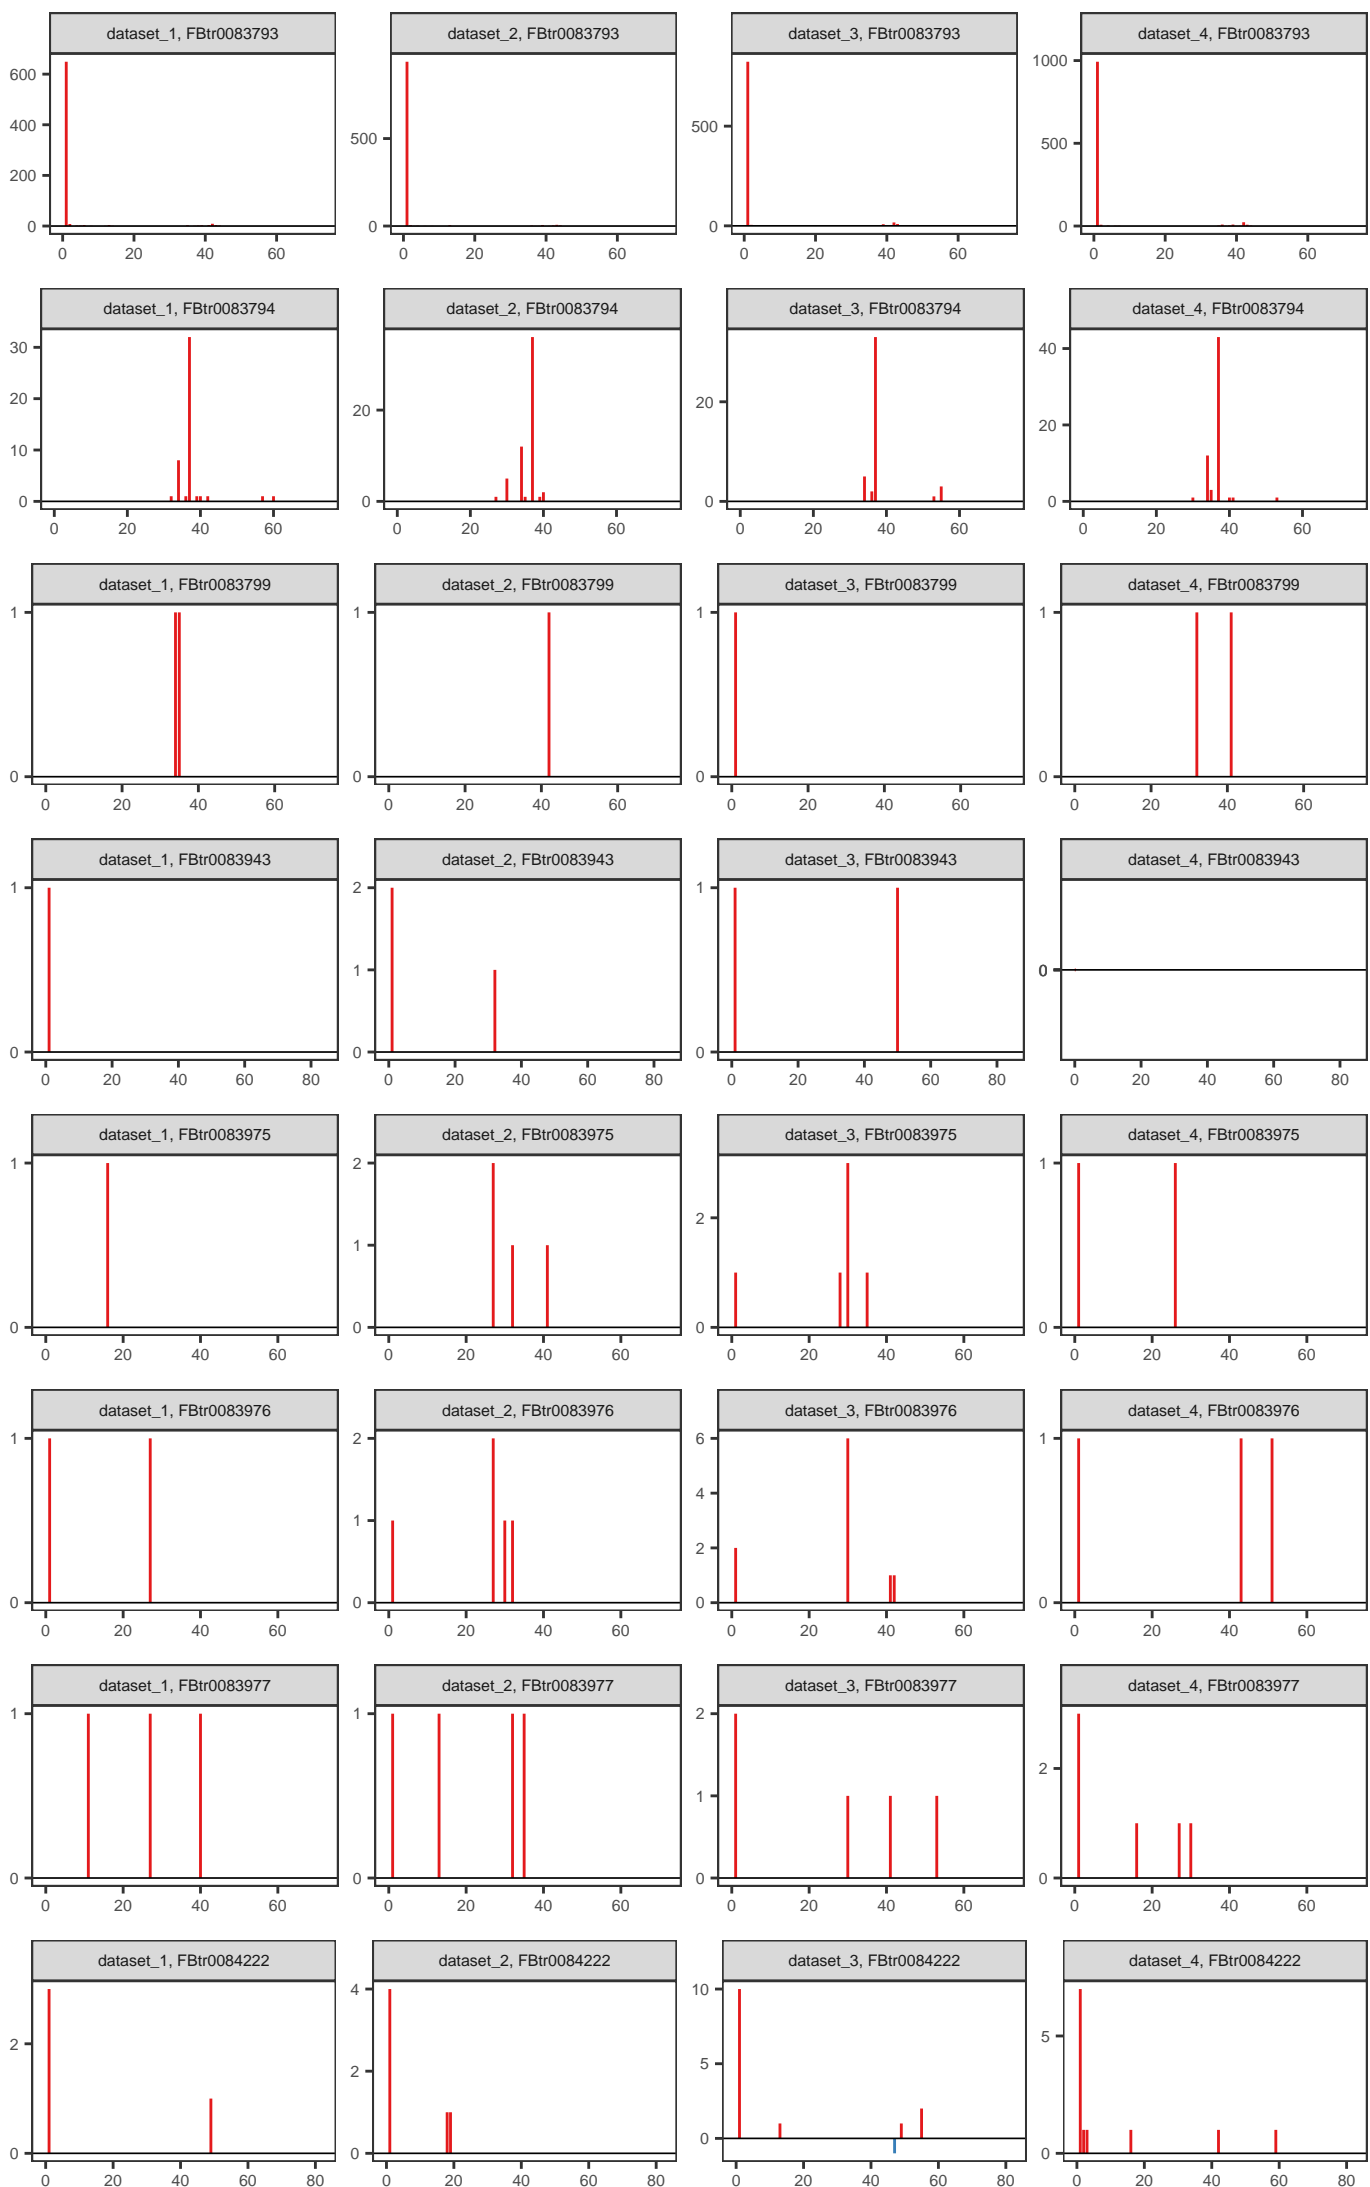 dataset_1, FBtr0083793 dataset_2, FBtr0083793 dataset_3, FBtr0083793 dataset_4, FBtr0083793
600 400 200 0
500 0
500 0
1000 500 0
0 20 40 60 0 20 40 60 0 20 40 60 0 20 40 60
dataset_1, FBtr0083794 dataset_2, FBtr0083794 dataset_3, FBtr0083794 dataset_4, FBtr0083794
30 20 10 0
20 0
20 0
40 20 0
0 20 40 60 0 20 40 60 0 20 40 60 0 20 40 60
dataset_1, FBtr0083799 dataset_2, FBtr0083799 dataset_3, FBtr0083799 dataset_4, FBtr0083799
1 0
1 0
1 0
1 0
0 20 40 60 0 20 40 60 0 20 40 60 0 20 40 60
dataset_1, FBtr0083943 dataset_2, FBtr0083943 dataset_3, FBtr0083943 dataset_4, FBtr0083943
1 0
2 1 0
1 0
0
0 20 40 60 80 0 20 40 60 80 0 20 40 60 80 0 20 40 60 80
dataset_1, FBtr0083975 dataset_2, FBtr0083975 dataset_3, FBtr0083975 dataset_4, FBtr0083975
1 0
2 1 0
2 0
1 0
0 20 40 60 0 20 40 60 0 20 40 60 0 20 40 60
dataset_1, FBtr0083976 dataset_2, FBtr0083976 dataset_3, FBtr0083976 dataset_4, FBtr0083976
1 0
2 1 0
6 4 2 0
1 0
0 20 40 60 0 20 40 60 0 20 40 60 0 20 40 60
dataset_1, FBtr0083977 dataset_2, FBtr0083977 dataset_3, FBtr0083977 dataset_4, FBtr0083977
1 0
1 0
2 1 0
2 0
0 20 40 60 0 20 40 60 0 20 40 60 0 20 40 60
dataset_1, FBtr0084222 dataset_2, FBtr0084222 dataset_3, FBtr0084222 dataset_4, FBtr0084222
2 0
4 2 0
10 5 0
5 0
0 20 40 60 80 0 20 40 60 80 0 20 40 60 80 0 20 40 60 80